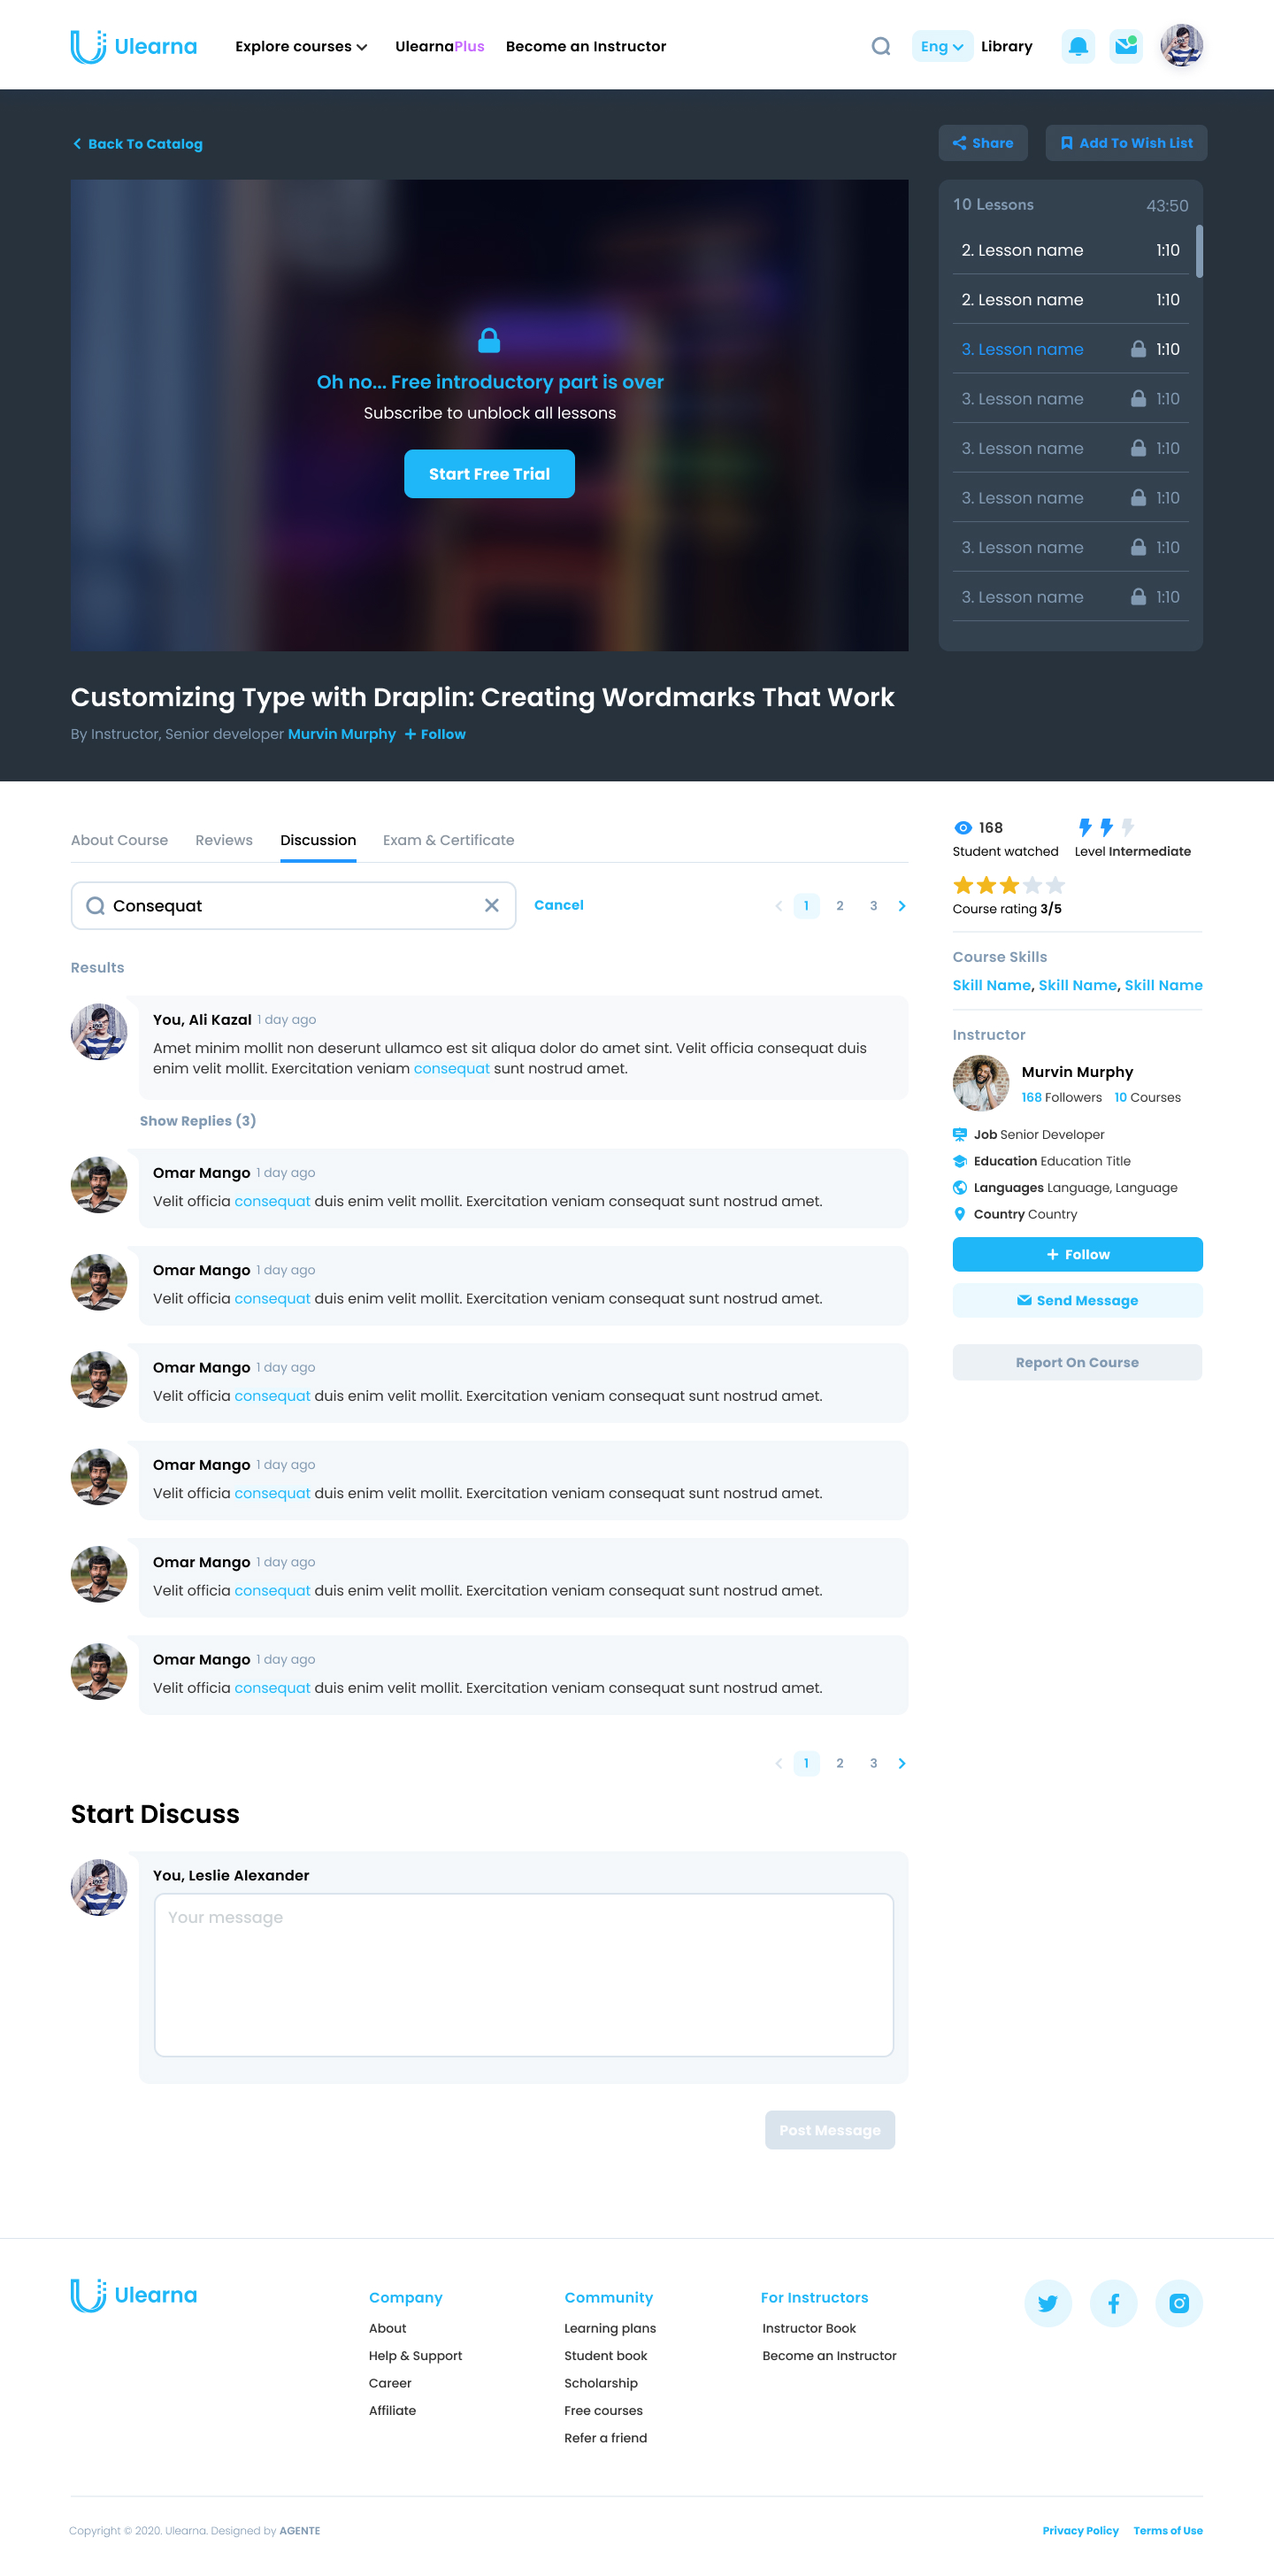 Ulearna
Explore courses
UlearnaPlus
Become an Instructor
Eng
Library
Back To Catalog
Share
Add To Wish List
Oh no... Free introductory part is over
Subscribe to unblock all lessons
Start Free Trial
10 Lessons 43:50
2. Lesson name 1:10
2. Lesson name 1:10
3. Lesson name 1:10
3. Lesson name 1:10
3. Lesson name 1:10
3. Lesson name 1:10
3. Lesson name 1:10
3. Lesson name 1:10
Customizing Type with Draplin: Creating Wordmarks That Work
By Instructor, Senior developer Murvin Murphy + Follow
About Course
Reviews
Discussion
Exam & Certificate
Consequat
Cancel
1 2 3
Results
You, Ali Kazal 1 day ago
Amet minim mollit non deserunt ullamco est sit aliqua dolor do amet sint. Velit officia consequat duis
enim velit mollit. Exercitation veniam consequat sunt nostrud amet.
Show Replies (3)
Omar Mango 1 day ago
Velit officia consequat duis enim velit mollit. Exercitation veniam consequat sunt nostrud amet.
Omar Mango 1 day ago
Velit officia consequat duis enim velit mollit. Exercitation veniam consequat sunt nostrud amet.
Omar Mango 1 day ago
Velit officia consequat duis enim velit mollit. Exercitation veniam consequat sunt nostrud amet.
Omar Mango 1 day ago
Velit officia consequat duis enim velit mollit. Exercitation veniam consequat sunt nostrud amet.
Omar Mango 1 day ago
Velit officia consequat duis enim velit mollit. Exercitation veniam consequat sunt nostrud amet.
Omar Mango 1 day ago
Velit officia consequat duis enim velit mollit. Exercitation veniam consequat sunt nostrud amet.
1 2 3
168
Student watched
Level Intermediate
Course rating 3/5
Course Skills
Skill Name, Skill Name, Skill Name
Instructor
Murvin Murphy
168 Followers 10 Courses
Job Senior Developer
Education Education Title
Languages Language, Language
Country Country
+ Follow
Send Message
Report On Course
Start Discuss
You, Leslie Alexander
Your message
Post Message
Ulearna
Company
About
Help & Support
Career
Affiliate
Community
Learning plans
Student book
Scholarship
Free courses
Refer a friend
For Instructors
Instructor Book
Become an Instructor
Copyright © 2020. Ulearna. Designed by AGENTE
Privacy Policy
Terms of Use